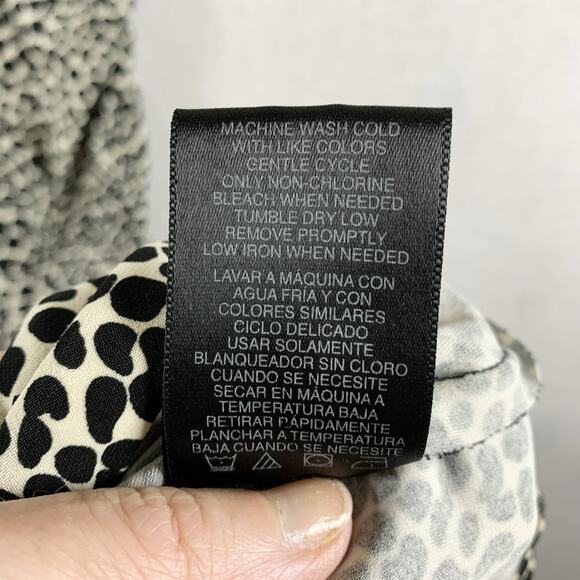 MACHINE WASH COLD
WITH LIKE COLORS
GENTLE CYCLE
ONLY NON-CHLORINE
BLEACH WHEN NEEDED
TUMBLE DRY LOW
REMOVE PROMPTLY
LOW IRON WHEN NEEDED
LAVAR A MÁQUINA CON
AGUA FRÍA Y CON
COLORES SIMILARES
CICLO DELICADO
USAR SOLAMENTE
BLANQUEADOR SIN CLORO
CUANDO SE NECESITE
SECAR EN MÁQUINA A
TEMPERATURA BAJA
RETIRAR RÁPIDAMENTE
PLANCHAR A TEMPERATURA
BAJA CUANDO SE NECESITE